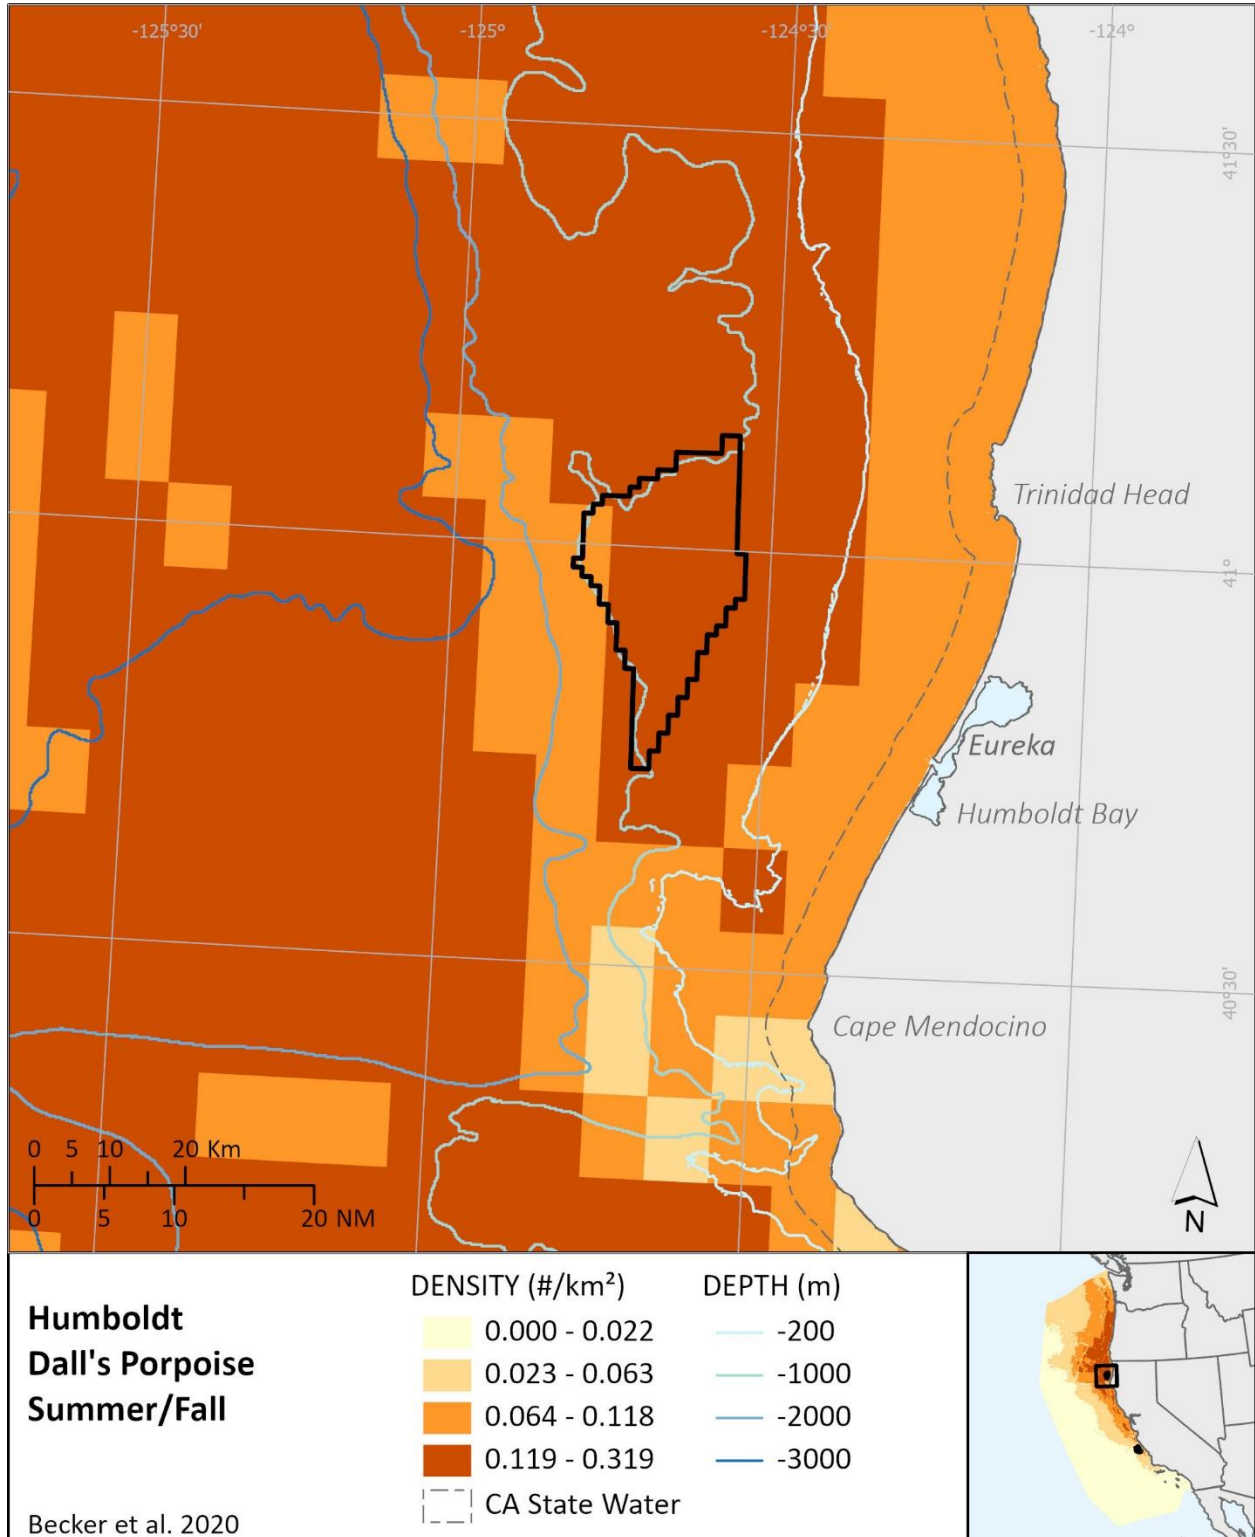 -125°30'
-125°
-124°30'
-124°
41°30'
Trinidad Head
41°
Eureka
Humboldt Bay
40°30'
Cape Mendocino
0 5 10 20 Km
0 5 10 20 NM
N
Humboldt
Dall's Porpoise
Summer/Fall
Becker et al. 2020
DENSITY (#/km²)
0.000 - 0.022
0.023 - 0.063
0.064 - 0.118
0.119 - 0.319
CA State Water
DEPTH (m)
-200
-1000
-2000
-3000